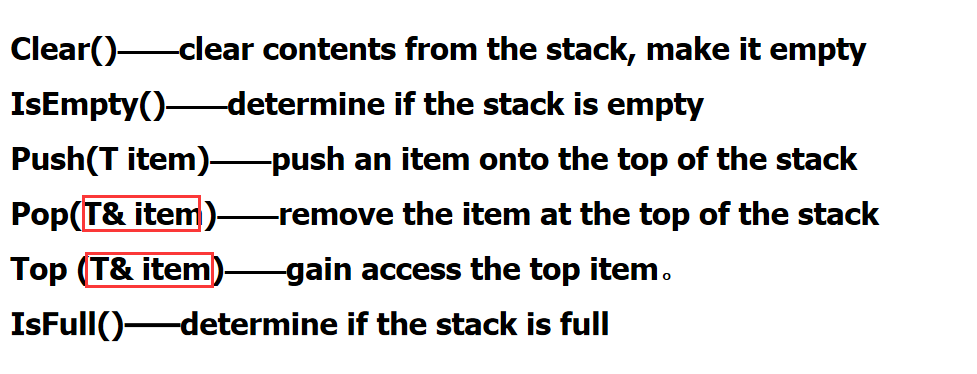 Clear()——clear contents from the stack, make it empty
IsEmpty()——determine if the stack is empty
Push(T item)——push an item onto the top of the stack
Pop(T& item)——remove the item at the top of the stack
Top (T& item)——gain access the top item。
IsFull()——determine if the stack is full